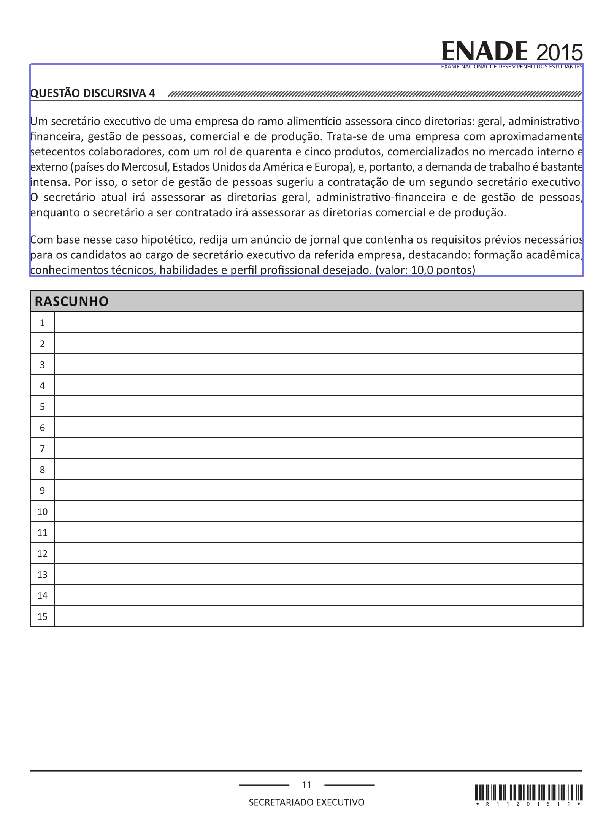 ENADE 2015
EXAME NACIONAL DE DESEMPENHO DOS ESTUDANTES
QUESTÃO DISCURSIVA 4
Um secretário executivo de uma empresa do ramo alimentício assessora cinco diretorias: geral, administrativo-
financeira, gestão de pessoas, comercial e de produção. Trata-se de uma empresa com aproximadamente
setecentos colaboradores, com um rol de quarenta e cinco produtos, comercializados no mercado interno e
externo (países do Mercosul, Estados Unidos da América e Europa), e, portanto, a demanda de trabalho é bastante
intensa. Por isso, o setor de gestão de pessoas sugeriu a contratação de um segundo secretário executivo.
O secretário atual irá assessorar as diretorias geral, administrativo-financeira e de gestão de pessoas,
enquanto o secretário a ser contratado irá assessorar as diretorias comercial e de produção.
Com base nesse caso hipotético, redija um anúncio de jornal que contenha os requisitos prévios necessários
para os candidatos ao cargo de secretário executivo da referida empresa, destacando: formação acadêmica,
conhecimentos técnicos, habilidades e perfil profissional desejado. (valor: 10,0 pontos)
RASCUNHO
1
2
3
4
5
6
7
8
9
10
11
12
13
14
15
11
SECRETARIADO EXECUTIVO
*R1120151 1*